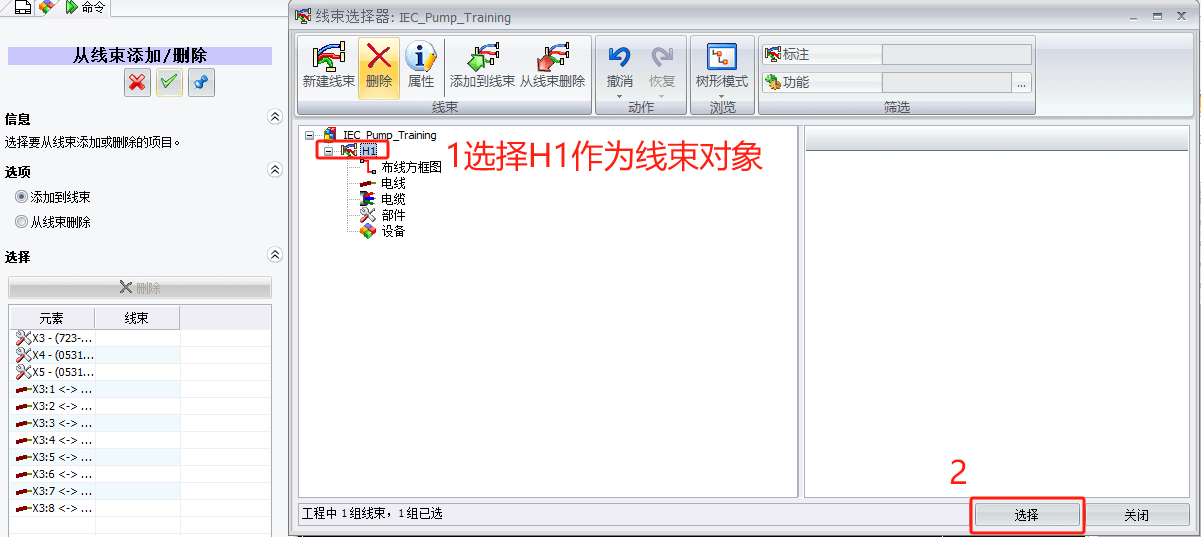 命令
从线束添加/删除
信息
选择要从线束添加或删除的项目。
选项
添加到线束
从线束删除
选择
删除
元素 线束
X3 - (723-...
X4 - (0531...
X5 - (0531...
X3:1 <-> ...
X3:2 <-> ...
X3:3 <-> ...
X3:4 <-> ...
X3:5 <-> ...
X3:6 <-> ...
X3:7 <-> ...
X3:8 <-> ...
线束选择器: IEC_Pump_Training
新建线束 删除 属性 添加到线束 从线束删除 撤消 恢复 树形模式
标注
功能 ...
线束 动作 浏览 筛选
IEC_Pump_Training
H1
1选择H1作为线束对象
布线方框图
电线
电缆
部件
设备
2
工程中 1 组线束，1 组已选
选择 关闭